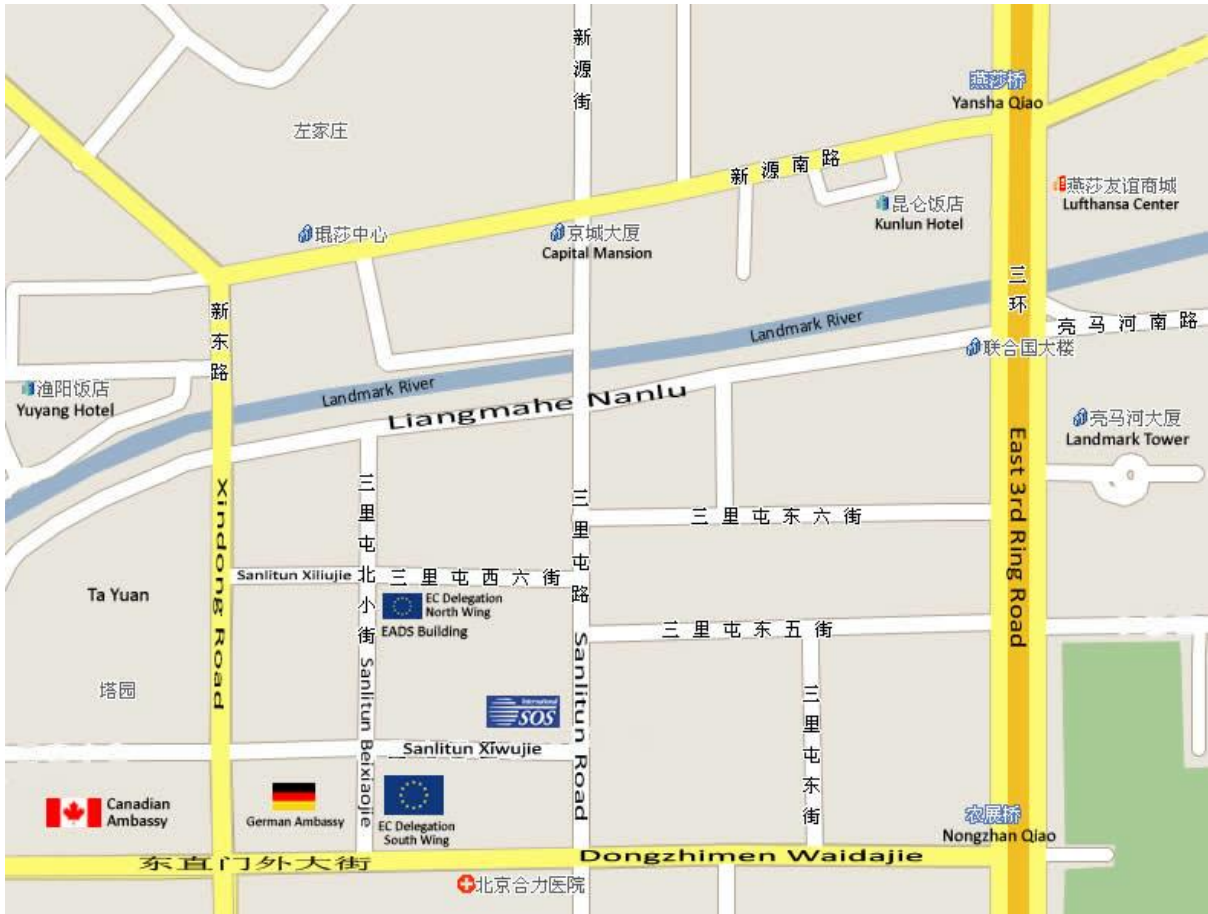 新源街
燕莎桥
Yansha Qiao
左家庄
新源南路
燕莎友谊商城
Lufthansa Center
昆仑饭店
Kunlun Hotel
琨莎中心
京城大厦
Capital Mansion
三环
新东路
Landmark River
亮马河南路
联合国大楼
渔阳饭店
Yuyang Hotel
Landmark River
Liangmahe Nanlu
亮马河大厦
Landmark Tower
East 3rd Ring Road
Xindong Road
三里屯北小街
三里屯路
三里屯东六街
Sanlitun Xiliujie
三里屯西六街
Ta Yuan
EC Delegation
North Wing
EADS Building
三里屯东五街
塔园
Sanlitun Beixiaojie
Sanlitun Road
三里屯东街
International
SOS
Sanlitun Xiwujie
Canadian
Ambassy
German Ambassy
EC Delegation
South Wing
农展桥
Nongzhan Qiao
东直门外大街
Dongzhimen Waidajie
北京合力医院